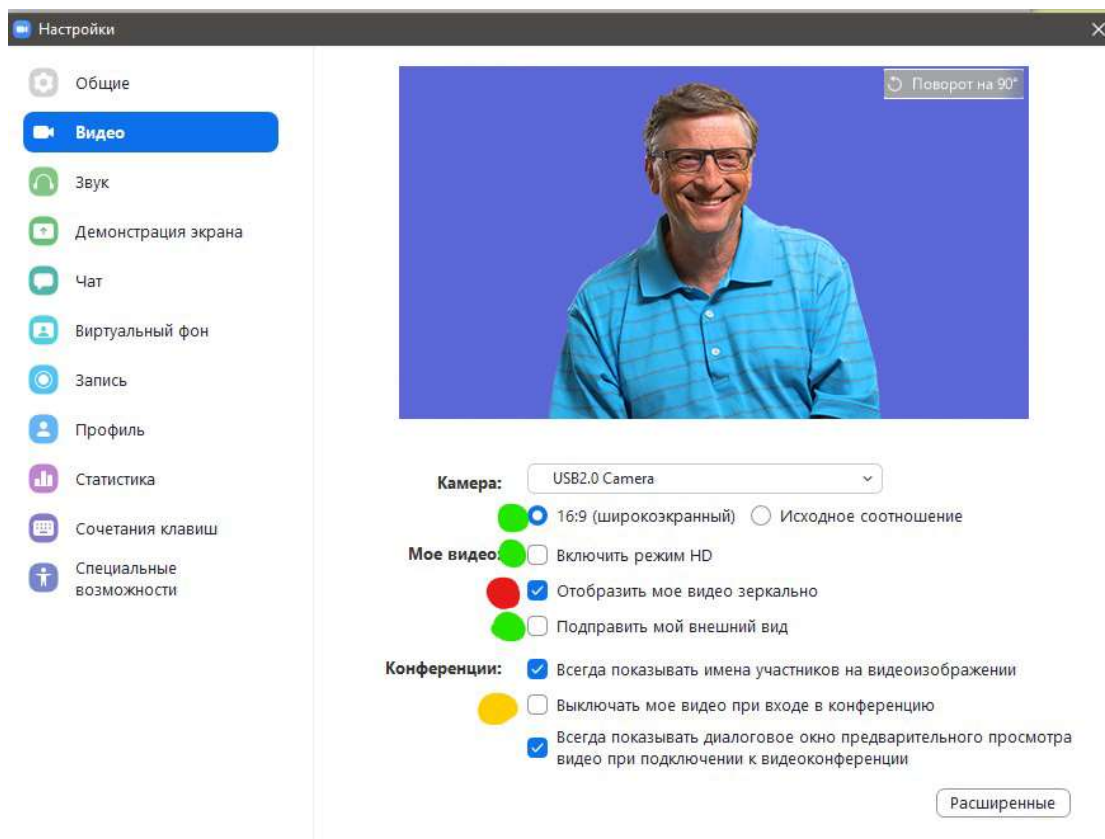 Настройки
Общие
Видео
Звук
Демонстрация экрана
Чат
Виртуальный фон
Запись
Профиль
Статистика
Сочетания клавиш
Специальные
возможности
Поворот на 90°
Камера: USB2.0 Camera
16:9 (широкоэкранный) Исходное соотношение
Мое видео: Включить режим HD
Отобразить мое видео зеркально
Подправить мой внешний вид
Конференции: Всегда показывать имена участников на видеоизображении
Выключать мое видео при входе в конференцию
Всегда показывать диалоговое окно предварительного просмотра
видео при подключении к видеоконференции
Расширенные